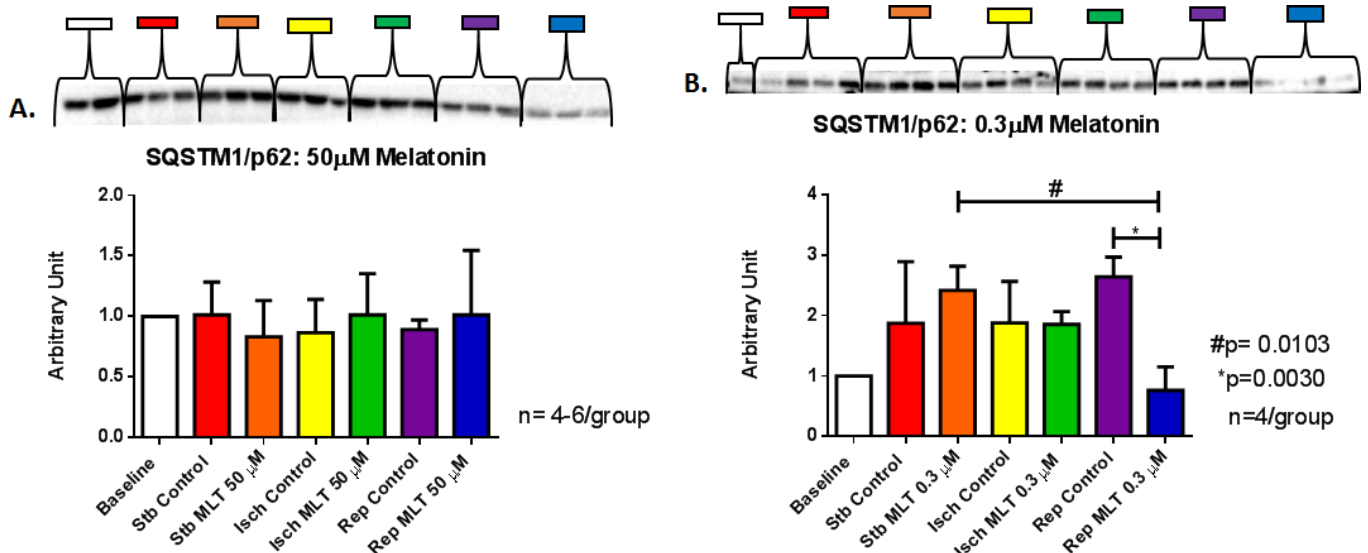 A.
SQSTM1/p62: 50μM Melatonin
Arbitrary Unit
2.0
1.5
1.0
0.5
0.0
n= 4-6/group
Baseline
Stb Control
Stb MLT 50 μM
Isch Control
Isch MLT 50 μM
Rep Control
Rep MLT 50 μM
B.
SQSTM1/p62: 0.3μM Melatonin
Arbitrary Unit
4
3
2
1
0
#
*
#p= 0.0103
*p=0.0030
n=4/group
Baseline
Stb Control
Stb MLT 0.3 μM
Isch Control
Isch MLT 0.3 μM
Rep Control
Rep MLT 0.3 μM